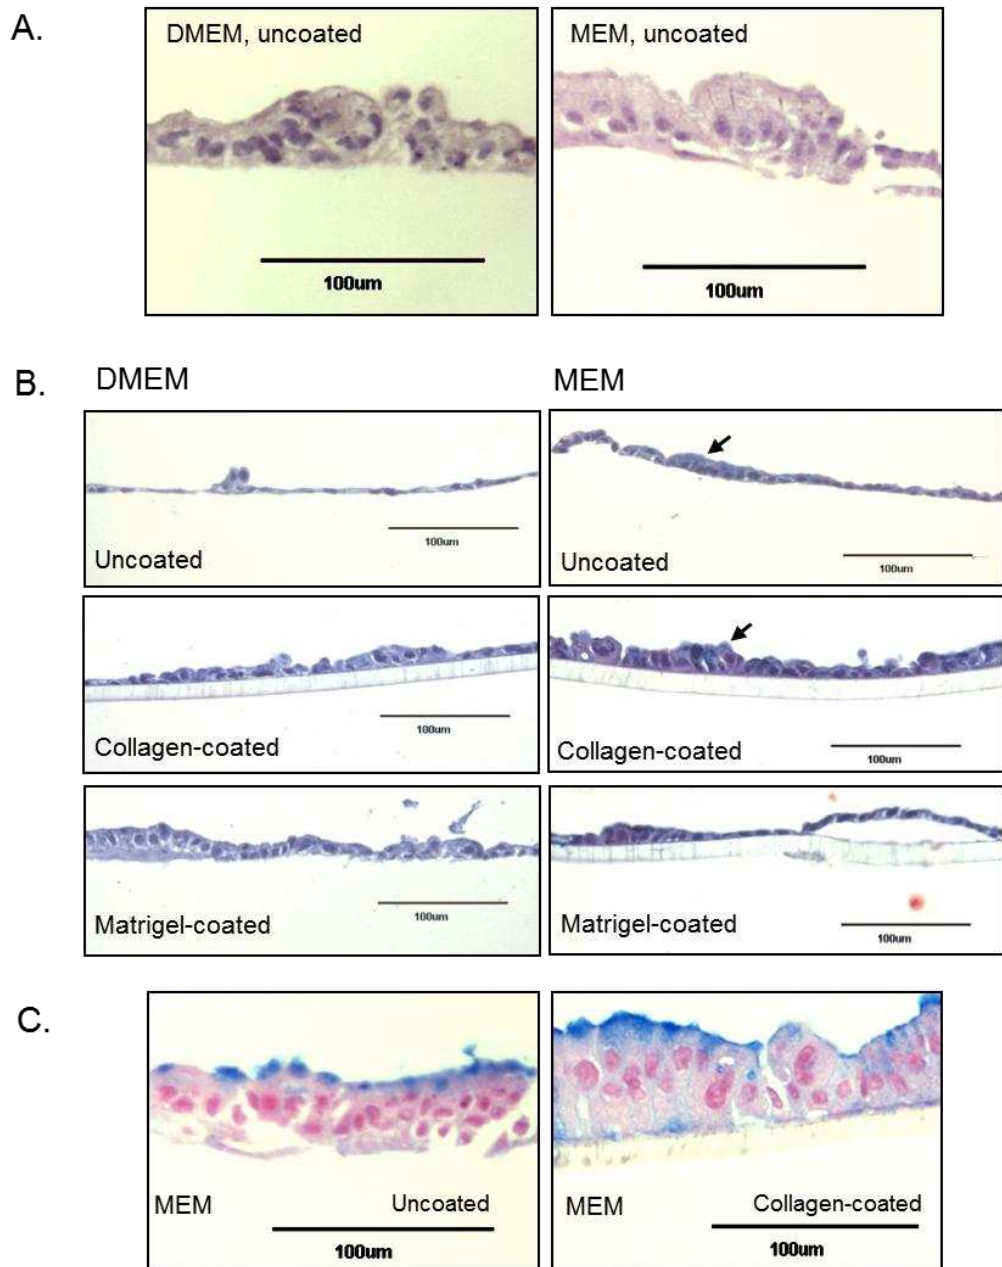 A.
DMEM, uncoated
MEM, uncoated
100um
100um
B.
DMEM
MEM
100um
Uncoated
100um
Uncoated
100um
Collagen-coated
100um
Collagen-coated
100um
Matrigel-coated
100um
Matrigel-coated
C.
MEM
Uncoated
100um
MEM
Collagen-coated
100um